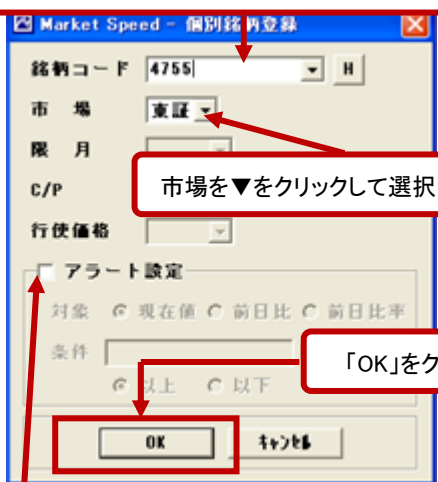 Market Speed - 個別銘柄登録
銘柄コード 4755 H
市 場 東証
限 月
市場を▼をクリックして選択
C/P
行使価格
アラート設定
対象 現在値 前日比 前日比率
条件
「OK」をク
以上 以下
OK キャンセル